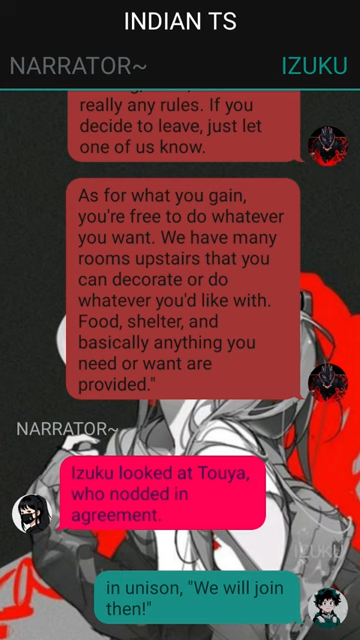 INDIAN TS
NARRATOR~ IZUKU
really any rules. If you
decide to leave, just let
one of us know.
As for what you gain,
you're free to do whatever
you want. We have many
rooms upstairs that you
can decorate or do
whatever you'd like with.
Food, shelter, and
basically anything you
need or want are
provided."
NARRATOR~
Izuku looked at Touya,
who nodded in
agreement.
IZUKU
in unison, "We will join
then!"